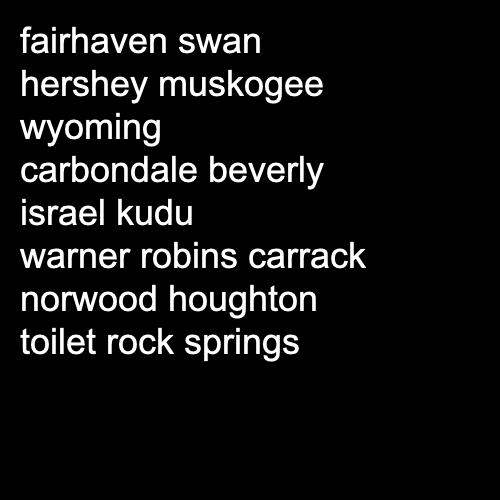 fairhaven swan
hershey muskogee
wyoming
carbondale beverly
israel kudu
warner robins carrack
norwood houghton
toilet rock springs